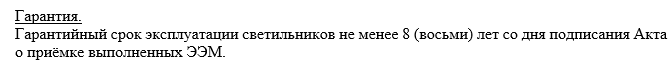 Гарантия.
Гарантийный срок эксплуатации светильников не менее 8 (восьми) лет со дня подписания Акта
о приёмке выполненных ЭЭМ.